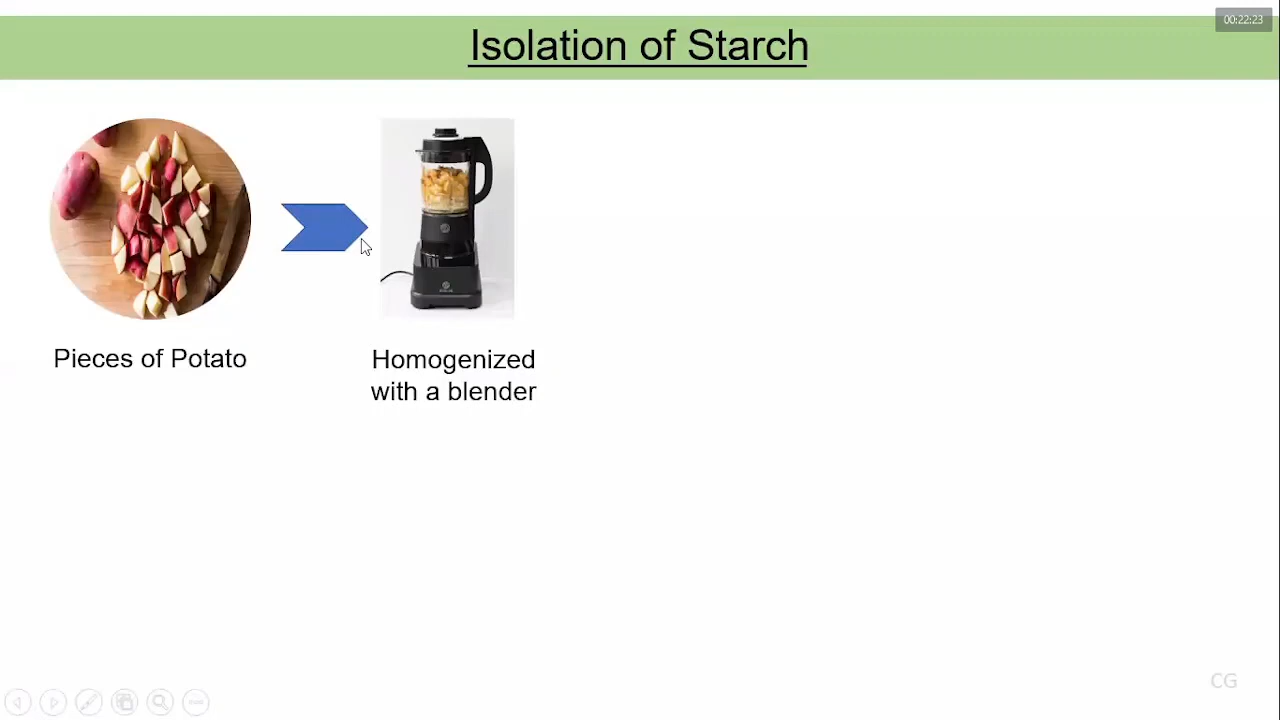 00:22:23
Isolation of Starch
Pieces of Potato
Homogenized
with a blender
CG